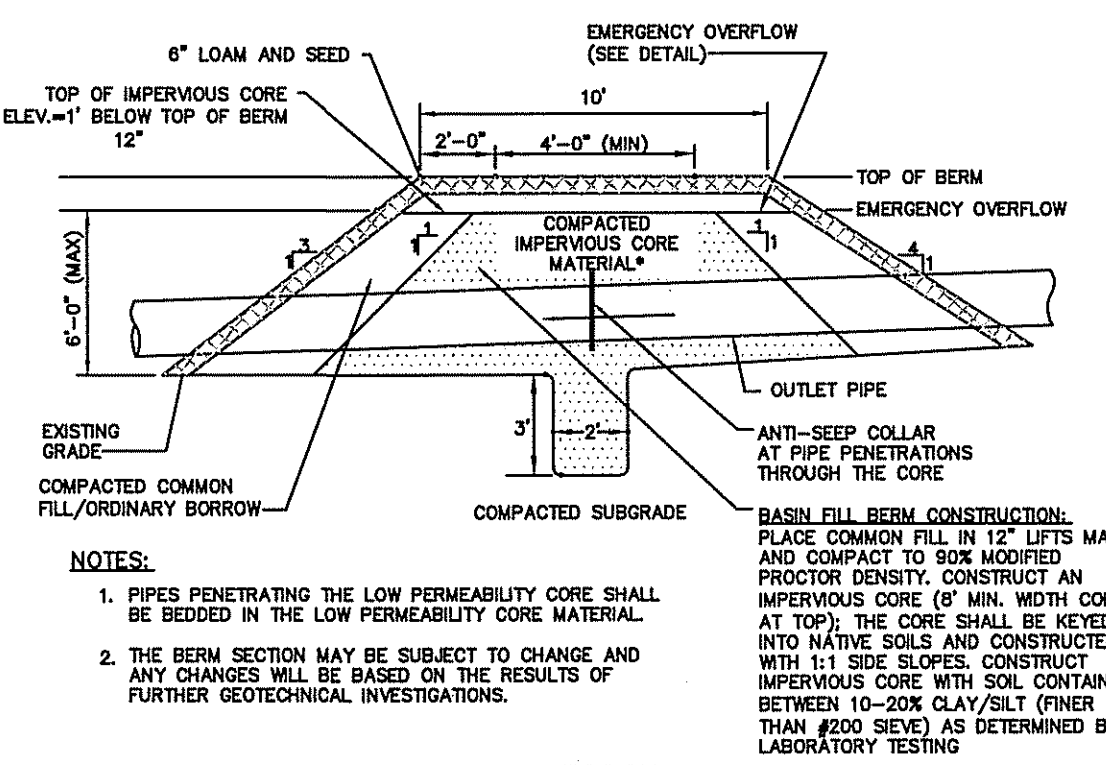 EMERGENCY OVERFLOW
(SEE DETAIL)
6" LOAM AND SEED
TOP OF IMPERVIOUS CORE
ELEV.=1' BELOW TOP OF BERM
12"
10'
2'-0"
4'-0" (MIN)
TOP OF BERM
EMERGENCY OVERFLOW
COMPACTED
IMPERVIOUS CORE
MATERIAL*
3
1
1
1
1
1
4
1
6'-0" (MAX)
OUTLET PIPE
3'
2'
EXISTING
GRADE
ANTI-SEEP COLLAR
AT PIPE PENETRATIONS
THROUGH THE CORE
COMPACTED COMMON
FILL/ORDINARY BORROW
COMPACTED SUBGRADE
BASIN FILL BERM CONSTRUCTION:
PLACE COMMON FILL IN 12" LIFTS MA
AND COMPACT TO 90% MODIFIED
PROCTOR DENSITY. CONSTRUCT AN
IMPERVIOUS CORE (8' MIN. WIDTH CO
AT TOP); THE CORE SHALL BE KEYED
INTO NATIVE SOILS AND CONSTRUCTE
WITH 1:1 SIDE SLOPES. CONSTRUCT
IMPERVIOUS CORE WITH SOIL CONTAIN
BETWEEN 10-20% CLAY/SILT (FINER
THAN #200 SIEVE) AS DETERMINED B
LABORATORY TESTING
NOTES:
1. PIPES PENETRATING THE LOW PERMEABILITY CORE SHALL
BE BEDDED IN THE LOW PERMEABILITY CORE MATERIAL.
2. THE BERM SECTION MAY BE SUBJECT TO CHANGE AND
ANY CHANGES WILL BE BASED ON THE RESULTS OF
FURTHER GEOTECHNICAL INVESTIGATIONS.